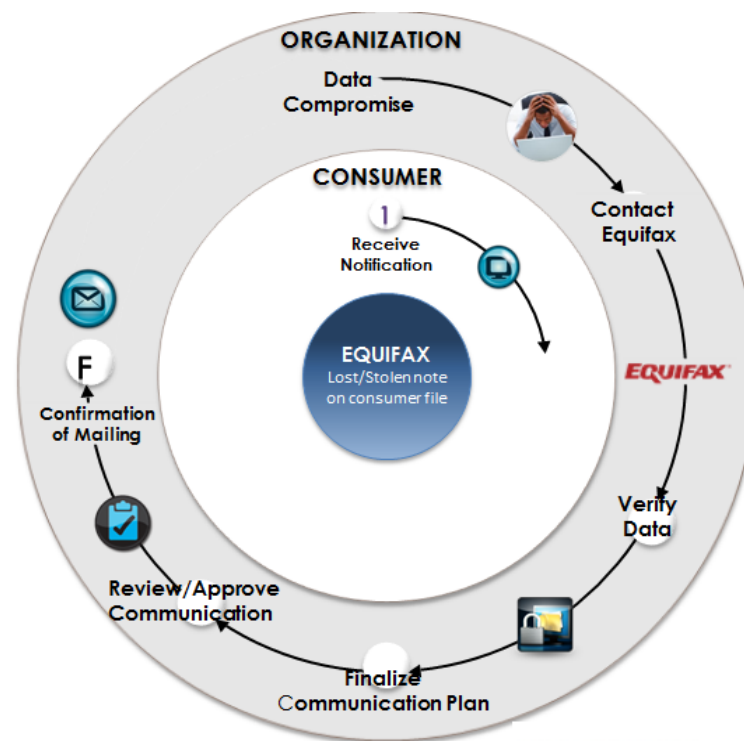 ORGANIZATION
Data
Compromise
CONSUMER
1
Receive
Notification
Contact
Equifax
EQUIFAX
Lost/Stolen note
on consumer file
EQUIFAX
F
Confirmation
of Mailing
Verify
Data
Review/Approve
Communication
Finalize
Communication Plan